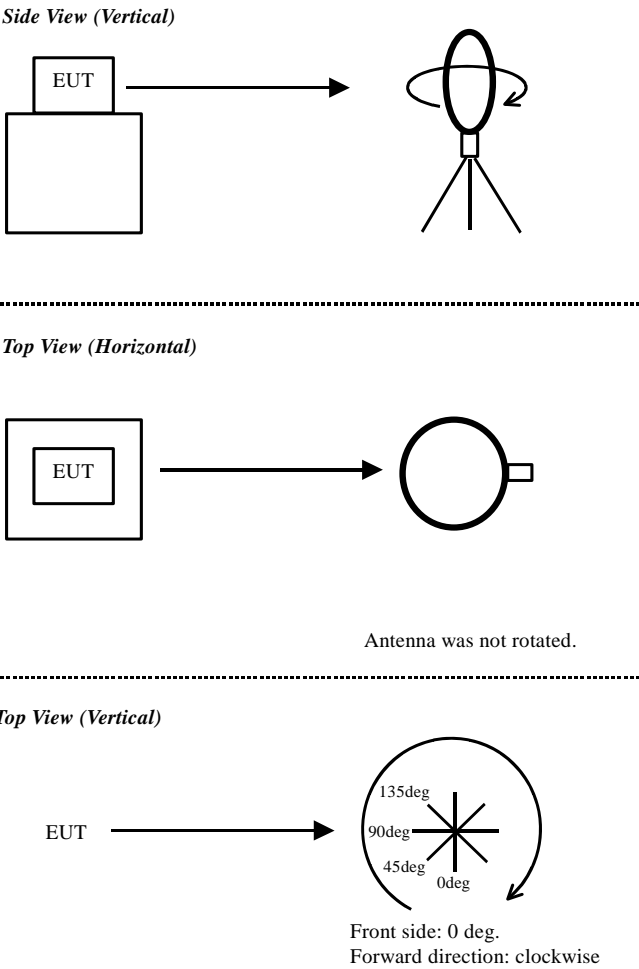 Side View (Vertical)
EUT
Top View (Horizontal)
EUT
Antenna was not rotated.
Top View (Vertical)
135deg
EUT
90deg
45deg
0deg
Front side: 0 deg.
Forward direction: clockwise